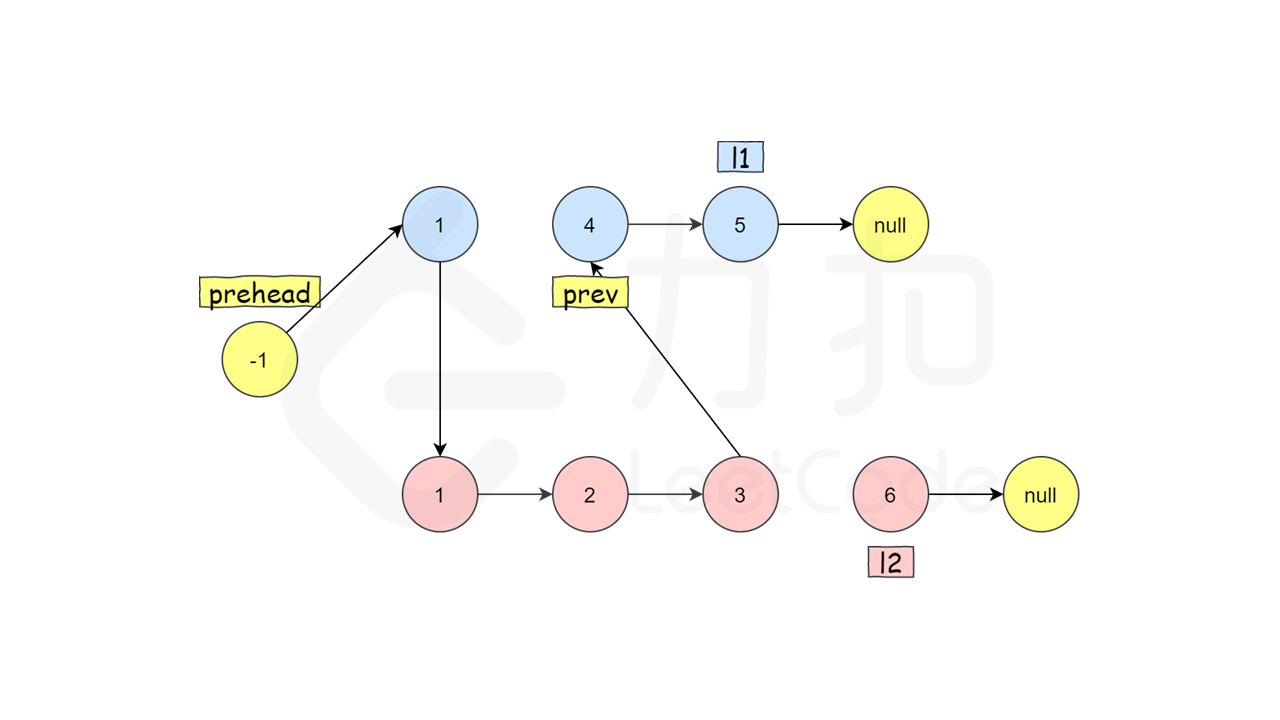 l1
1
4
5
null
prehead
prev
-1
力扣
LeetCode
1
2
3
6
null
l2